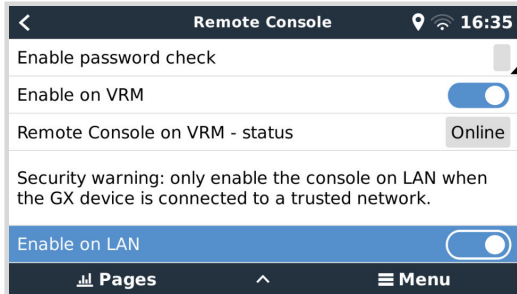 Remote Console
16:35
Enable password check
Enable on VRM
Remote Console on VRM - status
Online
Security warning: only enable the console on LAN when
the GX device is connected to a trusted network.
Enable on LAN
Pages
Menu